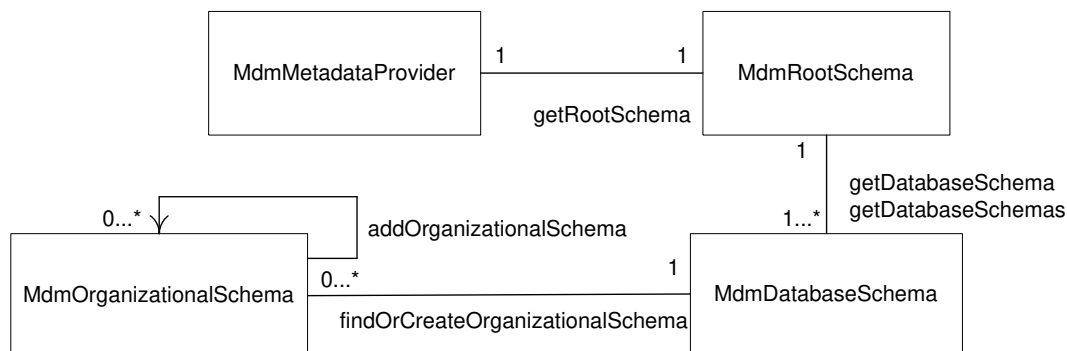 1
1
MdmMetadataProvider
MdmRootSchema
getRootSchema
1
getDatabaseSchema
getDatabaseSchemas
0...*
1...*
addOrganizationalSchema
0...*
1
MdmOrganizationalSchema
MdmDatabaseSchema
findOrCreateOrganizationalSchema